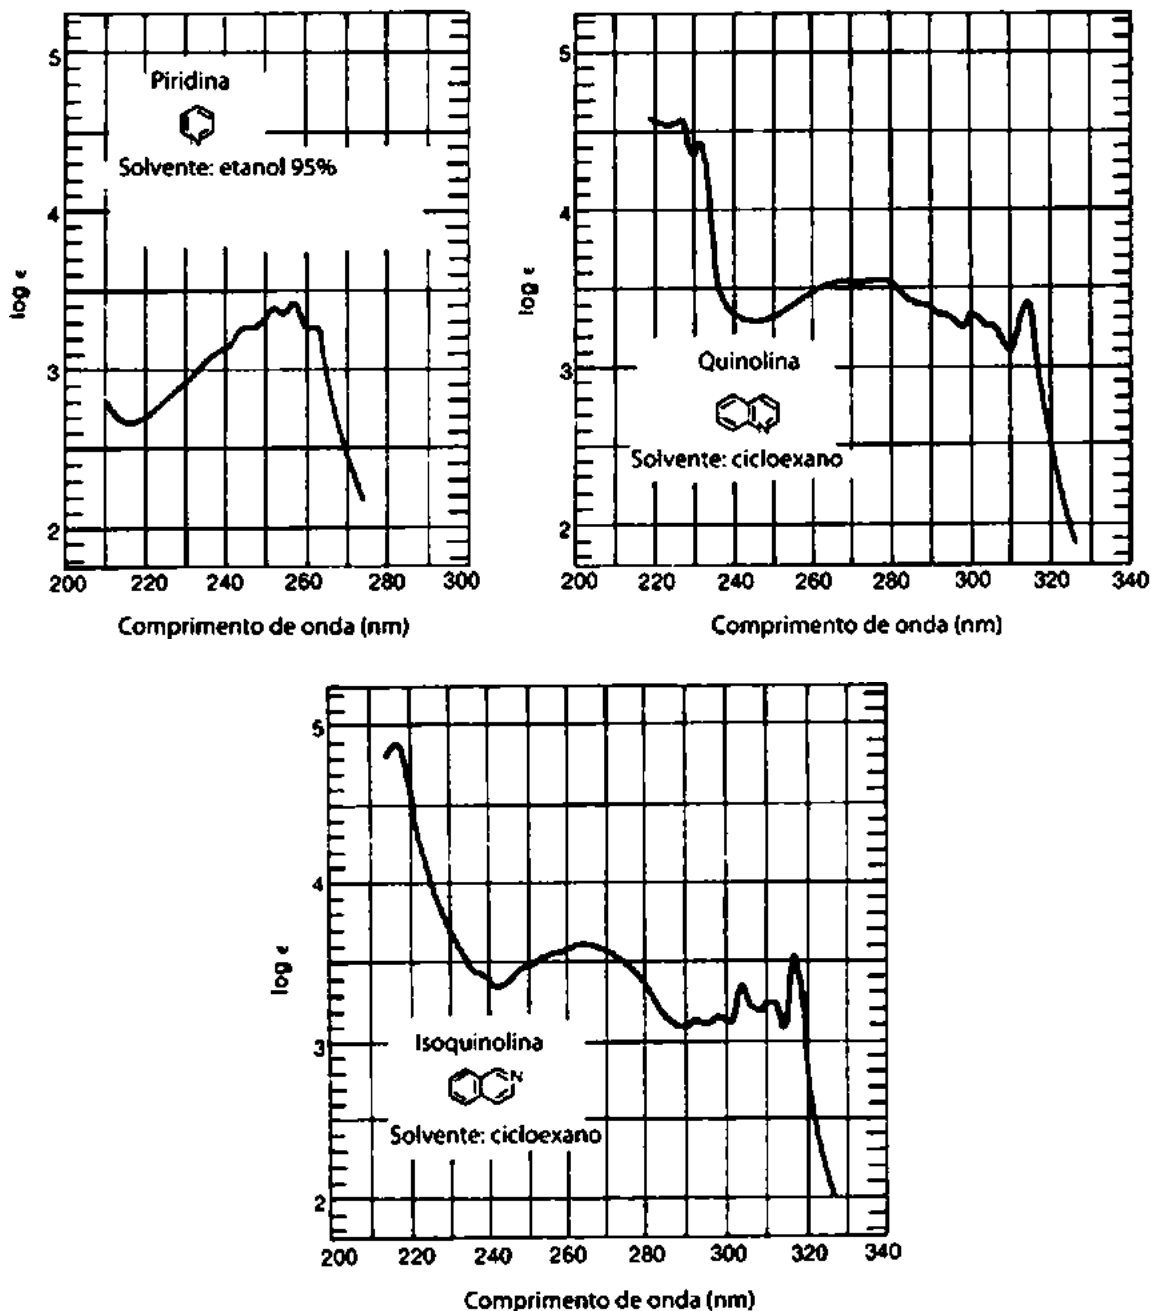 5
4
3
2
log ε
Piridina
N
Solvente: etanol 95%
200 220 240 260 280 300
Comprimento de onda (nm)
5
4
3
2
log ε
Quinolina
N
Solvente: cicloexano
200 220 240 260 280 300 320 340
Comprimento de onda (nm)
5
4
3
2
log ε
Isoquinolina
N
Solvente: cicloexano
200 220 240 260 280 300 320 340
Comprimento de onda (nm)